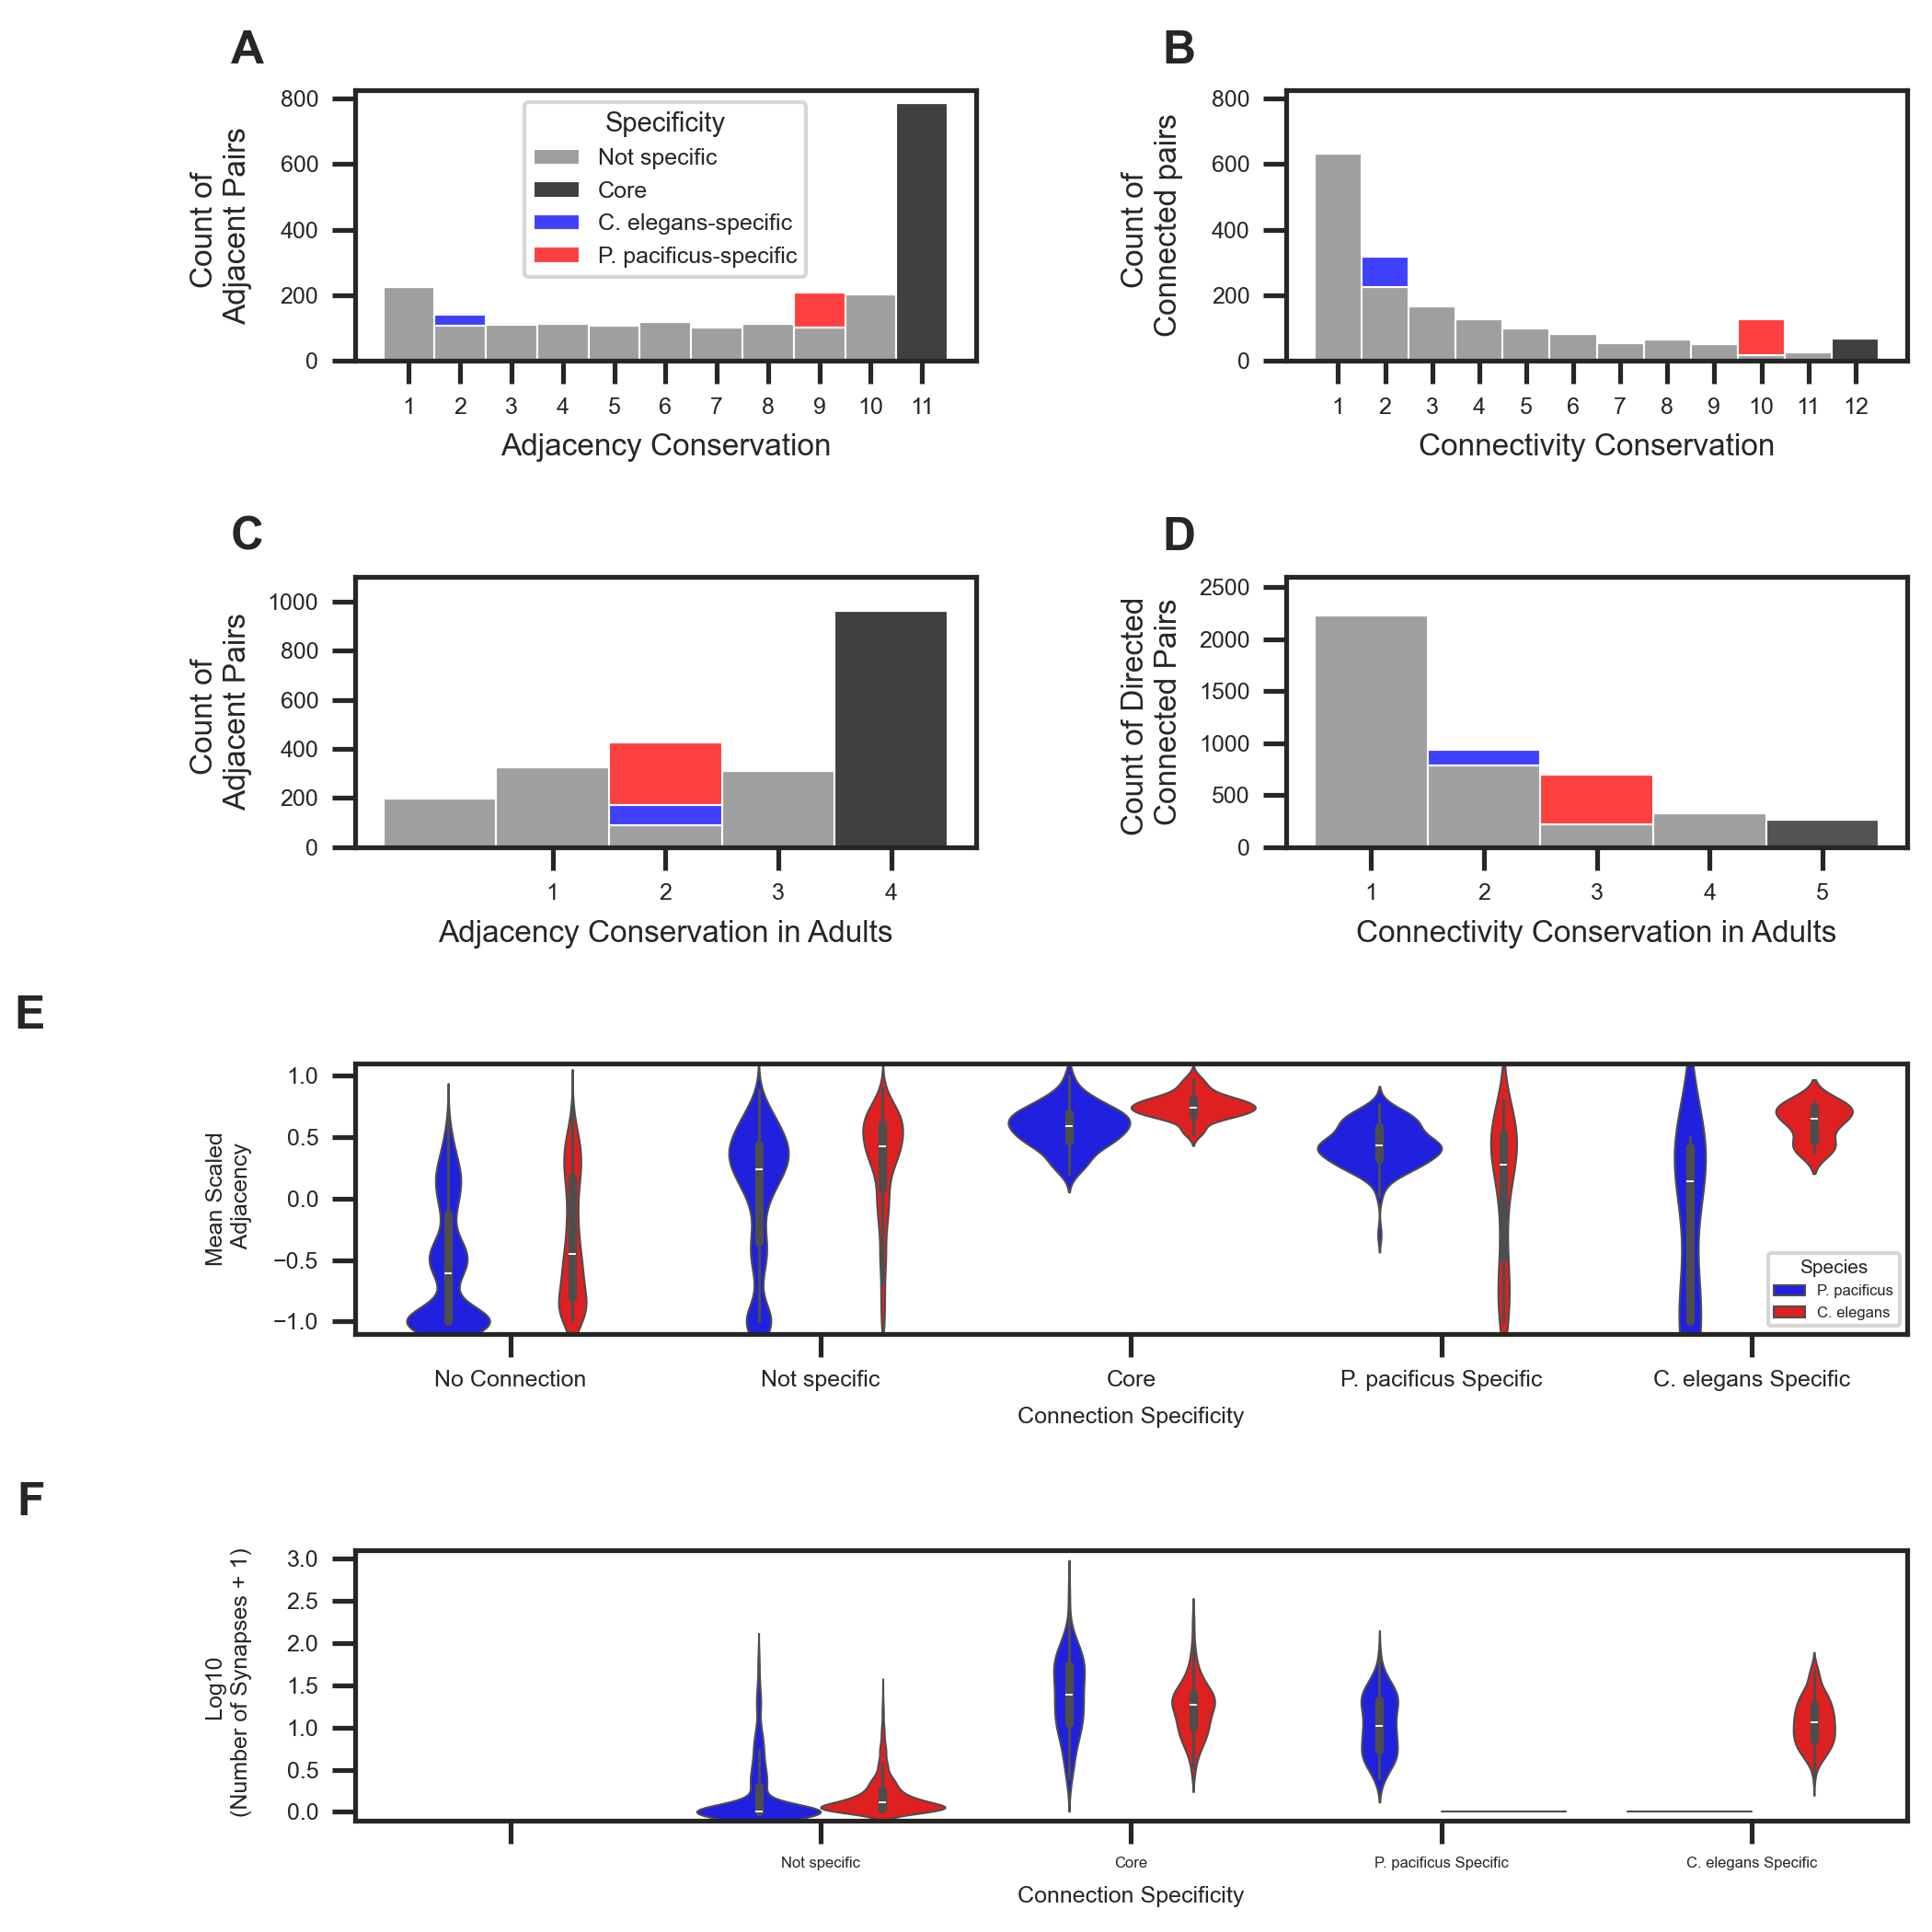 A
B
800
600
400
200
0
Count of
Adjacent Pairs
Specificity
Not specific
Core
C. elegans-specific
P. pacificus-specific
1 2 3 4 5 6 7 8 9 10 11
Adjacency Conservation
800
600
400
200
0
Count of
Connected pairs
1 2 3 4 5 6 7 8 9 10 11 12
Connectivity Conservation
C
D
1000
800
600
400
200
0
Count of
Adjacent Pairs
1 2 3 4
Adjacency Conservation in Adults
2500
2000
1500
1000
500
0
Count of Directed
Connected Pairs
1 2 3 4 5
Connectivity Conservation in Adults
E
1.0
0.5
0.0
−0.5
−1.0
Mean Scaled
Adjacency
Species
P. pacificus
C. elegans
No Connection Not specific Core P. pacificus Specific C. elegans Specific
Connection Specificity
F
3.0
2.5
2.0
1.5
1.0
0.5
0.0
Log10
(Number of Synapses + 1)
Not specific Core P. pacificus Specific C. elegans Specific
Connection Specificity